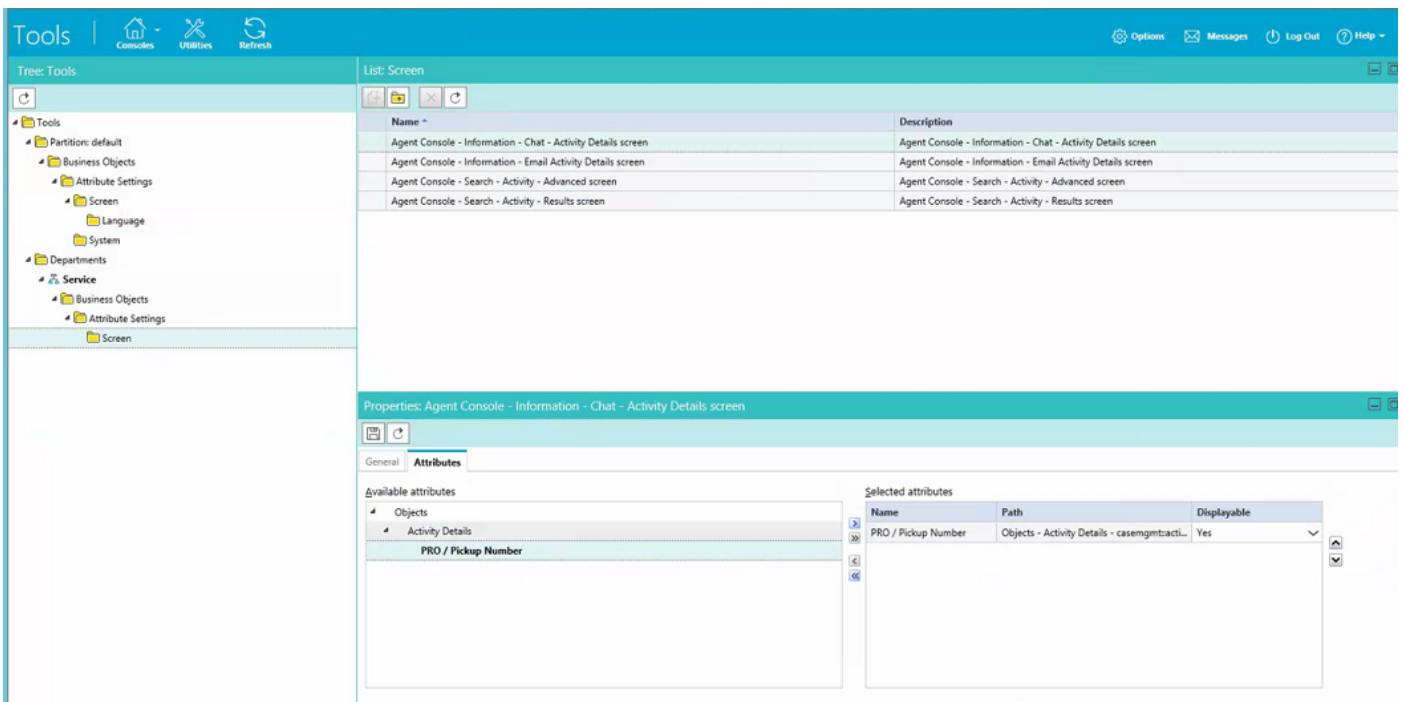 Tools
Consoles
Utilities
Refresh
Options
Messages
Log Out
Help
Tree: Tools
Tools
Partition: default
Business Objects
Attribute Settings
Screen
Language
System
Departments
Service
Business Objects
Attribute Settings
Screen
List: Screen
Name Description
Agent Console - Information - Chat - Activity Details screen Agent Console - Information - Chat - Activity Details screen
Agent Console - Information - Email Activity Details screen Agent Console - Information - Email Activity Details screen
Agent Console - Search - Activity - Advanced screen Agent Console - Search - Activity - Advanced screen
Agent Console - Search - Activity - Results screen Agent Console - Search - Activity - Results screen
Properties: Agent Console - Information - Chat - Activity Details screen
General Attributes
Available attributes
Objects
Activity Details
PRO / Pickup Number
Selected attributes
Name Path Displayable
PRO / Pickup Number Objects - Activity Details - casemgmt:acti... Yes